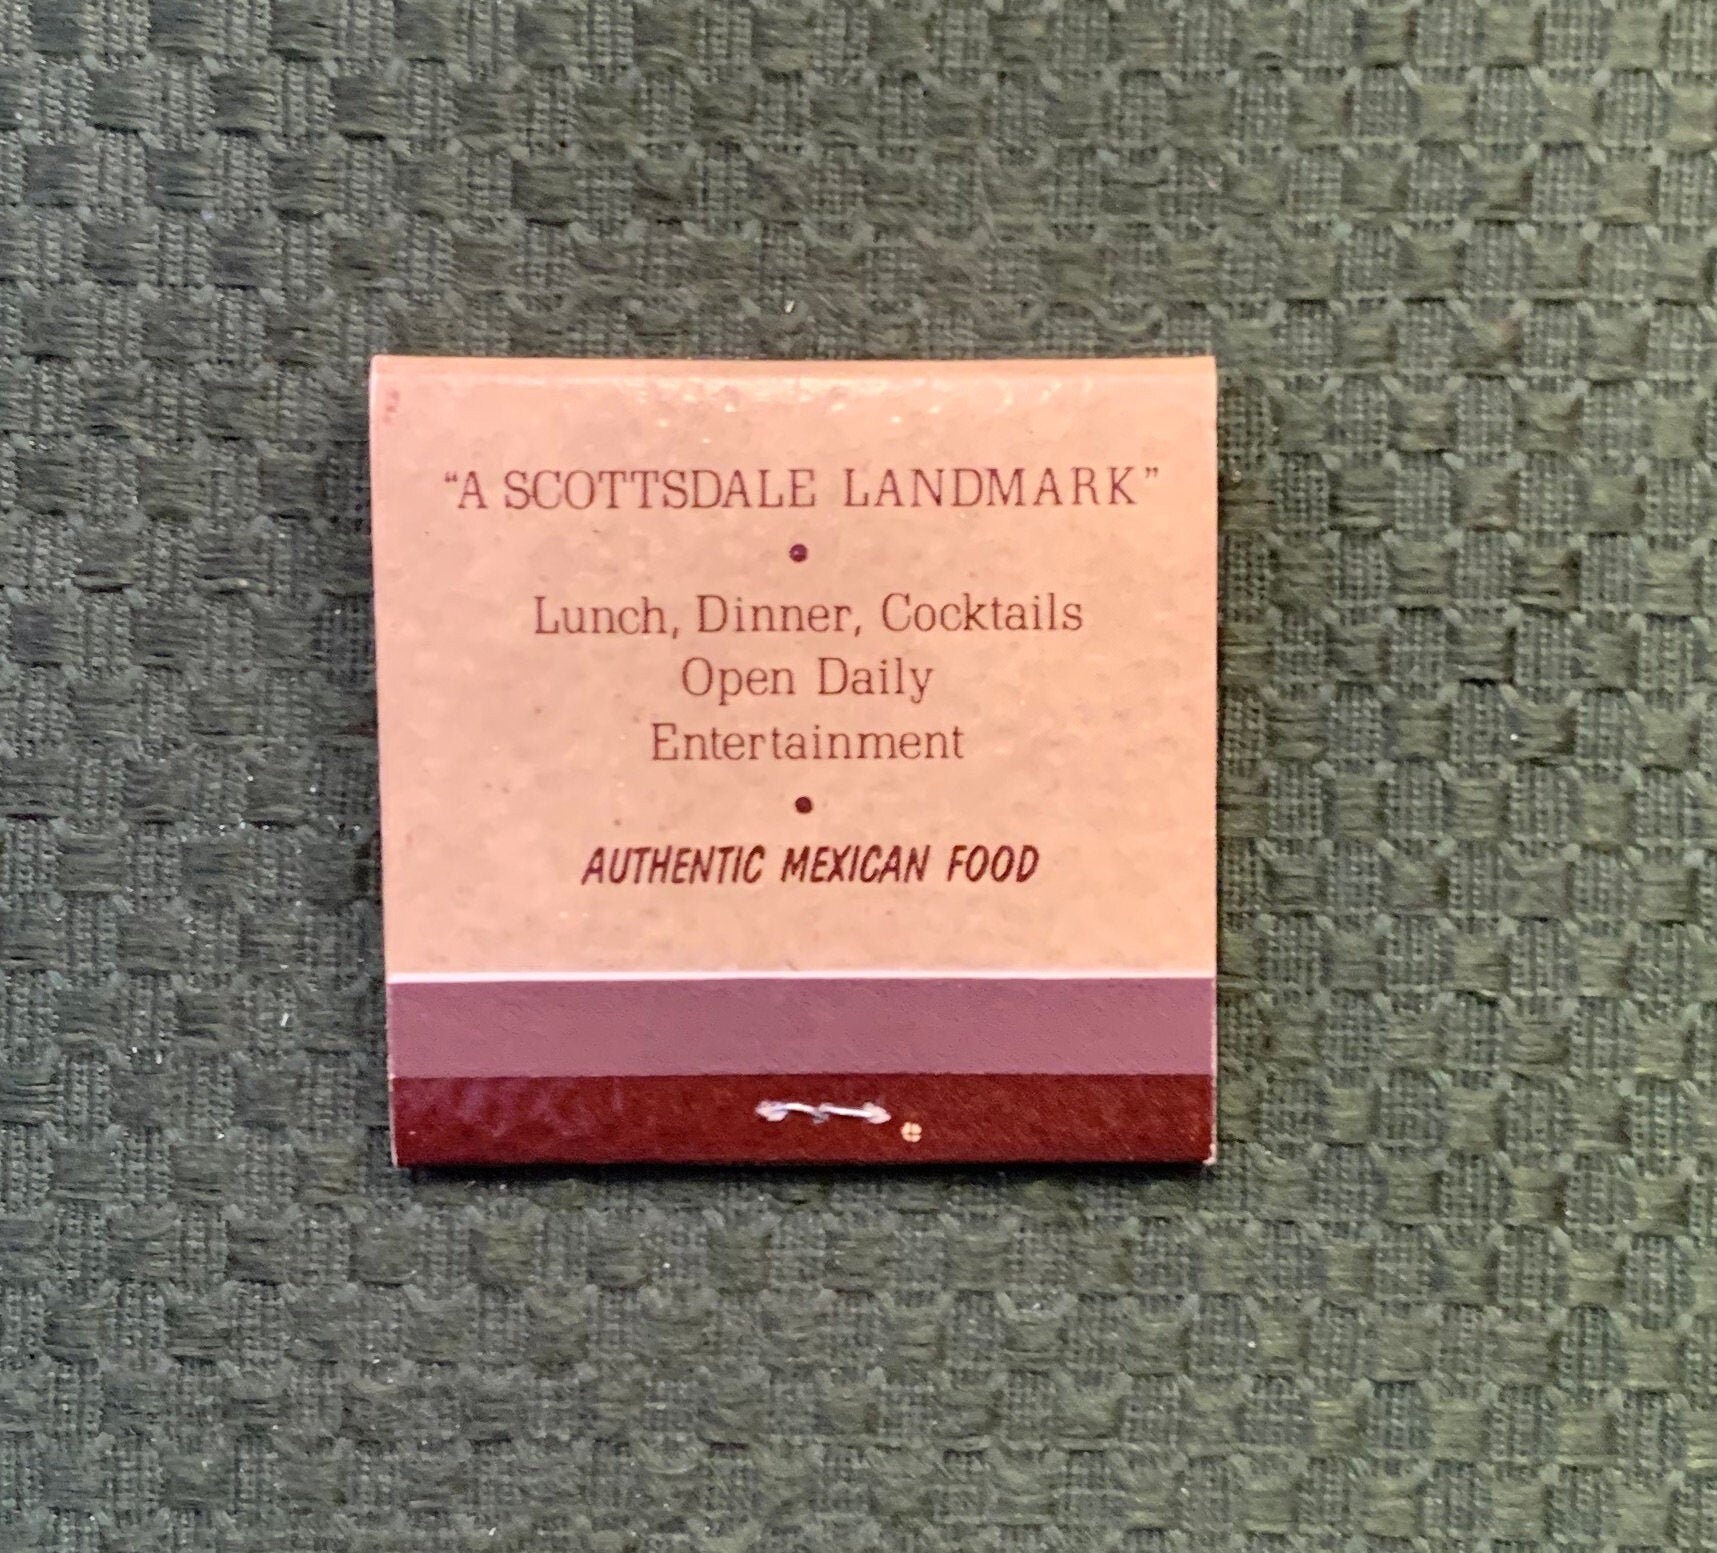 “A SCOTTSDALE LANDMARK”
Lunch, Dinner, Cocktails
Open Daily
Entertainment
AUTHENTIC MEXICAN FOOD